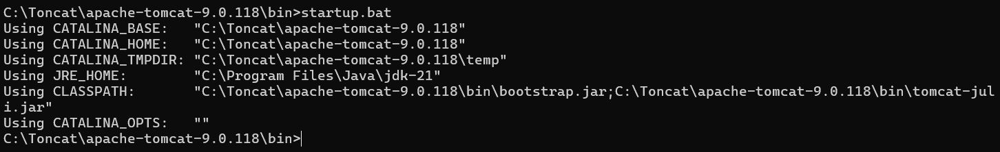 C:\Toncat\apache-tomcat-9.0.118\bin>startup.bat
Using CATALINA_BASE:   "C:\Toncat\apache-tomcat-9.0.118"
Using CATALINA_HOME:   "C:\Toncat\apache-tomcat-9.0.118"
Using CATALINA_TMPDIR: "C:\Toncat\apache-tomcat-9.0.118\temp"
Using JRE_HOME:        "C:\Program Files\Java\jdk-21"
Using CLASSPATH:       "C:\Toncat\apache-tomcat-9.0.118\bin\bootstrap.jar;C:\Toncat\apache-tomcat-9.0.118\bin\tomcat-jul
i.jar"
Using CATALINA_OPTS:   ""
C:\Toncat\apache-tomcat-9.0.118\bin>